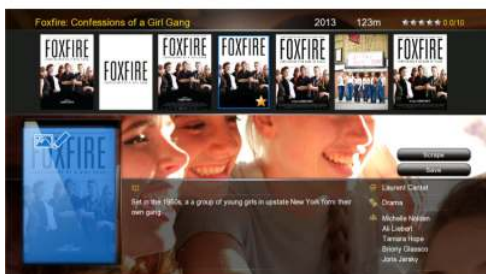 Foxfire: Confessions of a Girl Gang 2013 123m 0.0/10
FOXFIRE FOXFIRE FOXFIRE FOXFIRE FOXFIRE FOXFIRE
FOXFIRE
Scrape
Save
Set in the 1950s, a a group of young girls in upstate New York form their
own gang
Laurent Cantet
Drama
Michelle Nolden
Ali Liebert
Tamara Hope
Briony Glassco
Joris Jarsky